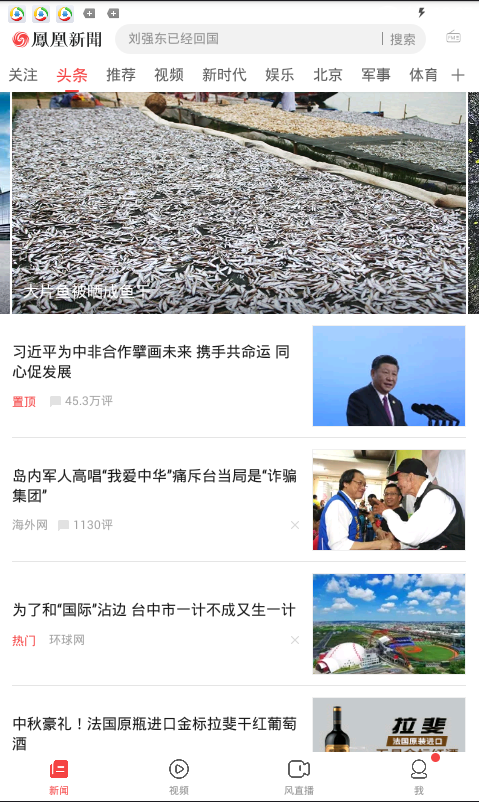 鳳凰新聞
刘强东已经回国
搜索
关注 头条 推荐 视频 新时代 娱乐 北京 军事 体育
大片鱼被晒成鱼干
习近平为中非合作擘画未来 携手共命运 同
心促发展
置顶 45.3万评
岛内军人高唱“我爱中华”痛斥台当局是“诈骗
集团”
海外网 1130评
为了和“国际”沾边 台中市一计不成又生一计
热门 环球网
中秋豪礼！法国原瓶进口金标拉斐干红葡萄
酒
拉斐
法国原装进口
新闻 视频 风直播 我